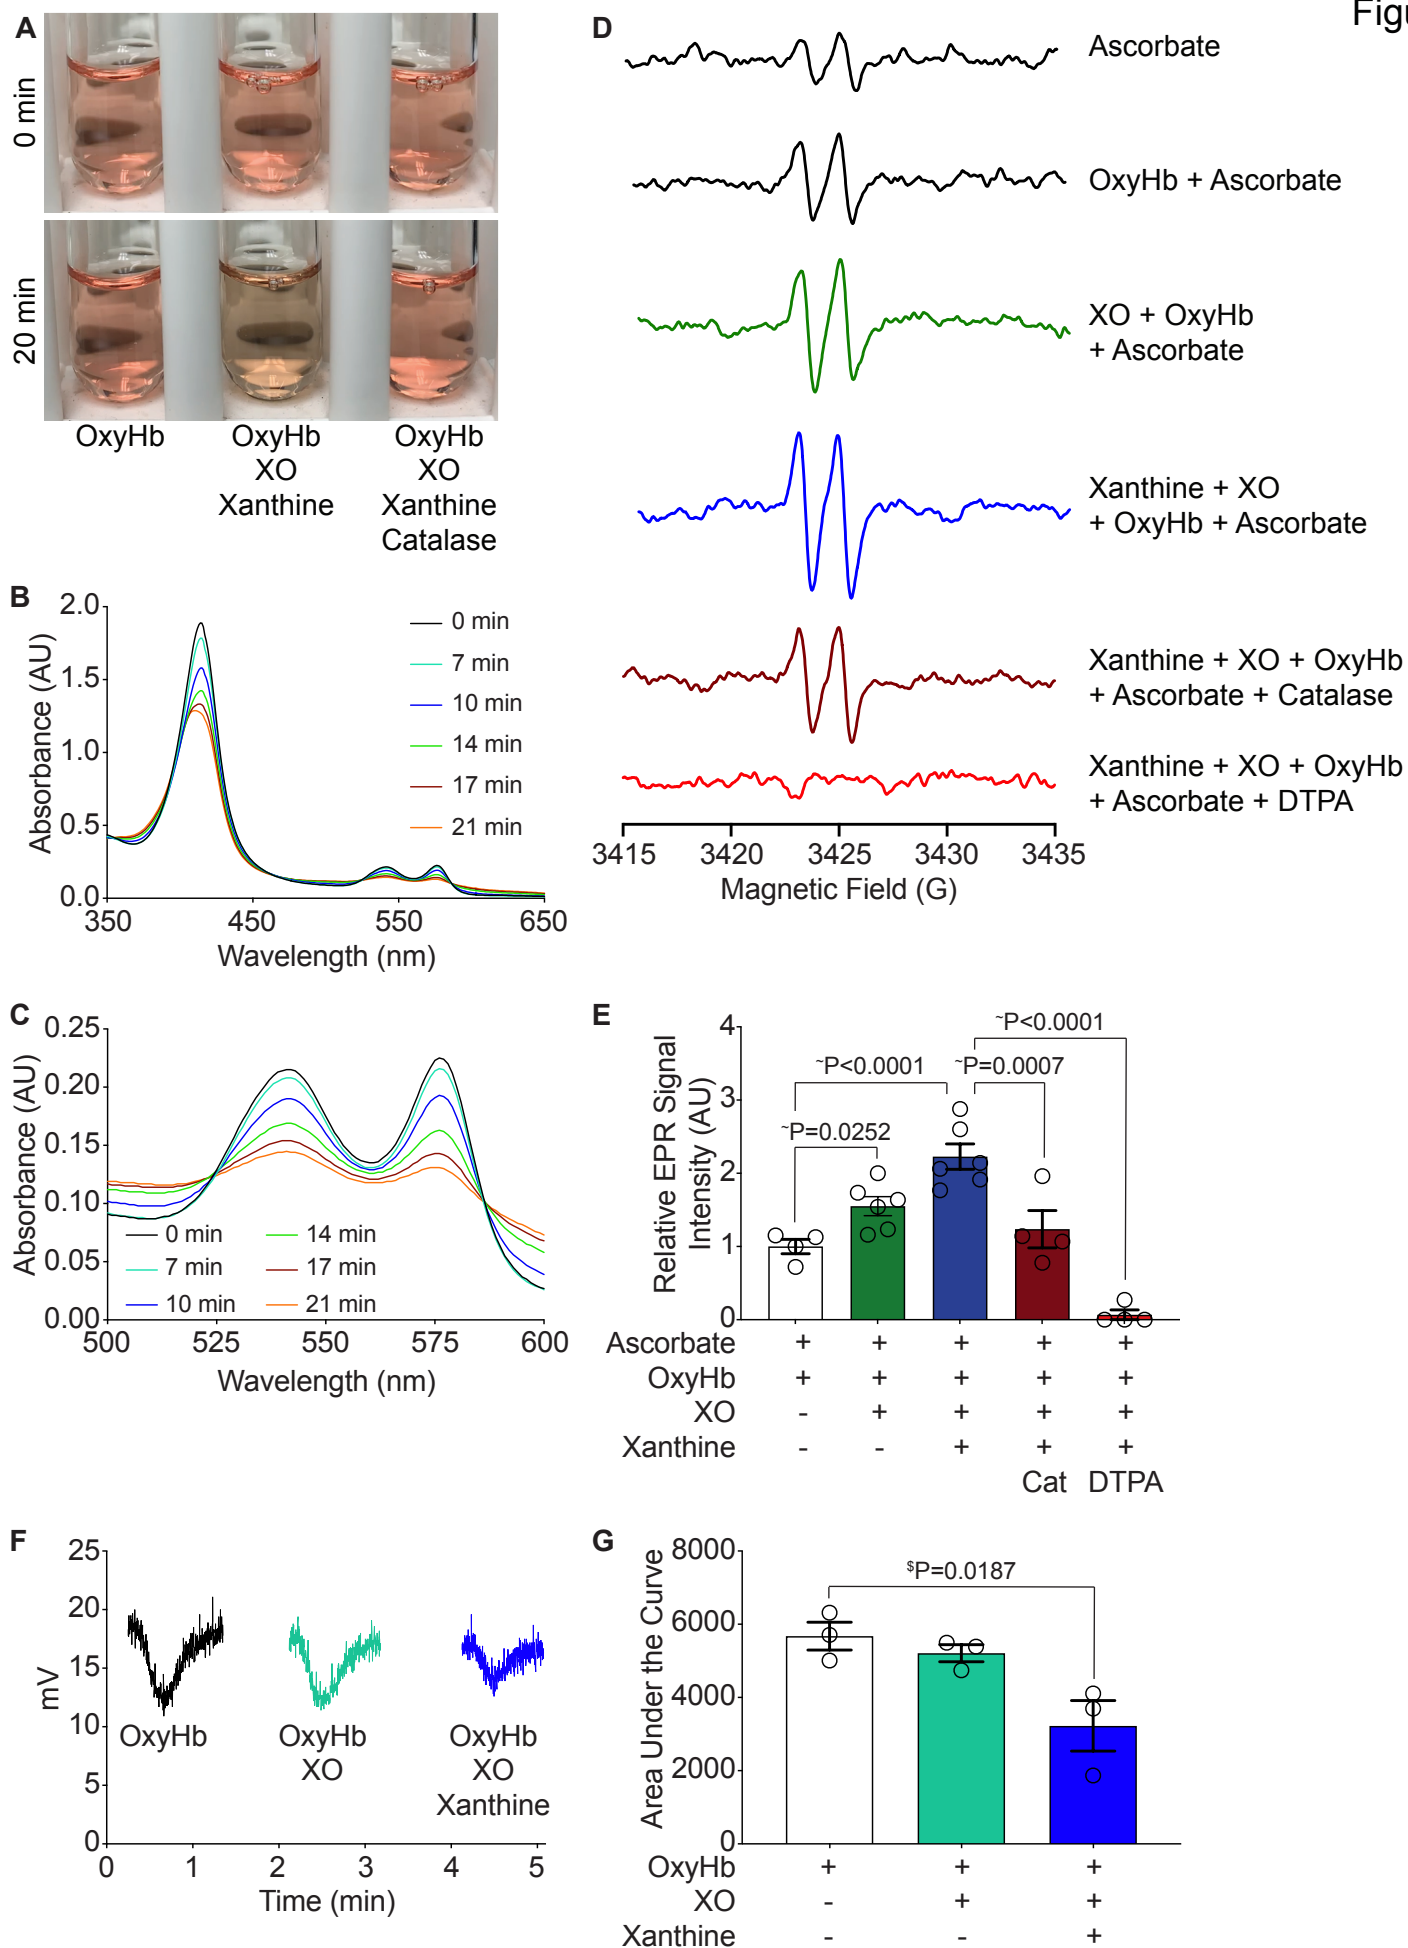 Figu
A
0 min
20 min
OxyHb
OxyHb
XO
Xanthine
OxyHb
XO
Xanthine
Catalase
B
2.0
1.5
1.0
0.5
0.0
Absorbance (AU)
350
450
550
650
Wavelength (nm)
0 min
7 min
10 min
14 min
17 min
21 min
C
0.25
0.20
0.15
0.10
0.05
0.00
Absorbance (AU)
0 min
7 min
10 min
14 min
17 min
21 min
500
525
550
575
600
Wavelength (nm)
D
Ascorbate
OxyHb + Ascorbate
XO + OxyHb
+ Ascorbate
Xanthine + XO
+ OxyHb + Ascorbate
Xanthine + XO + OxyHb
+ Ascorbate + Catalase
Xanthine + XO + OxyHb
+ Ascorbate + DTPA
3415
3420
3425
3430
3435
Magnetic Field (G)
E
Relative EPR Signal
Intensity (AU)
4
3
2
1
0
~P<0.0001
~P<0.0001
~P=0.0007
~P=0.0252
Ascorbate + + + + +
OxyHb + + + + +
XO - + + + +
Xanthine - - + + +
Cat DTPA
F
25
20
15
10
5
0
mV
OxyHb
OxyHb
XO
OxyHb
XO
Xanthine
0
1
2
3
4
5
Time (min)
G
Area Under the Curve
8000
6000
4000
2000
0
$P=0.0187
OxyHb + + +
XO - + +
Xanthine - - +